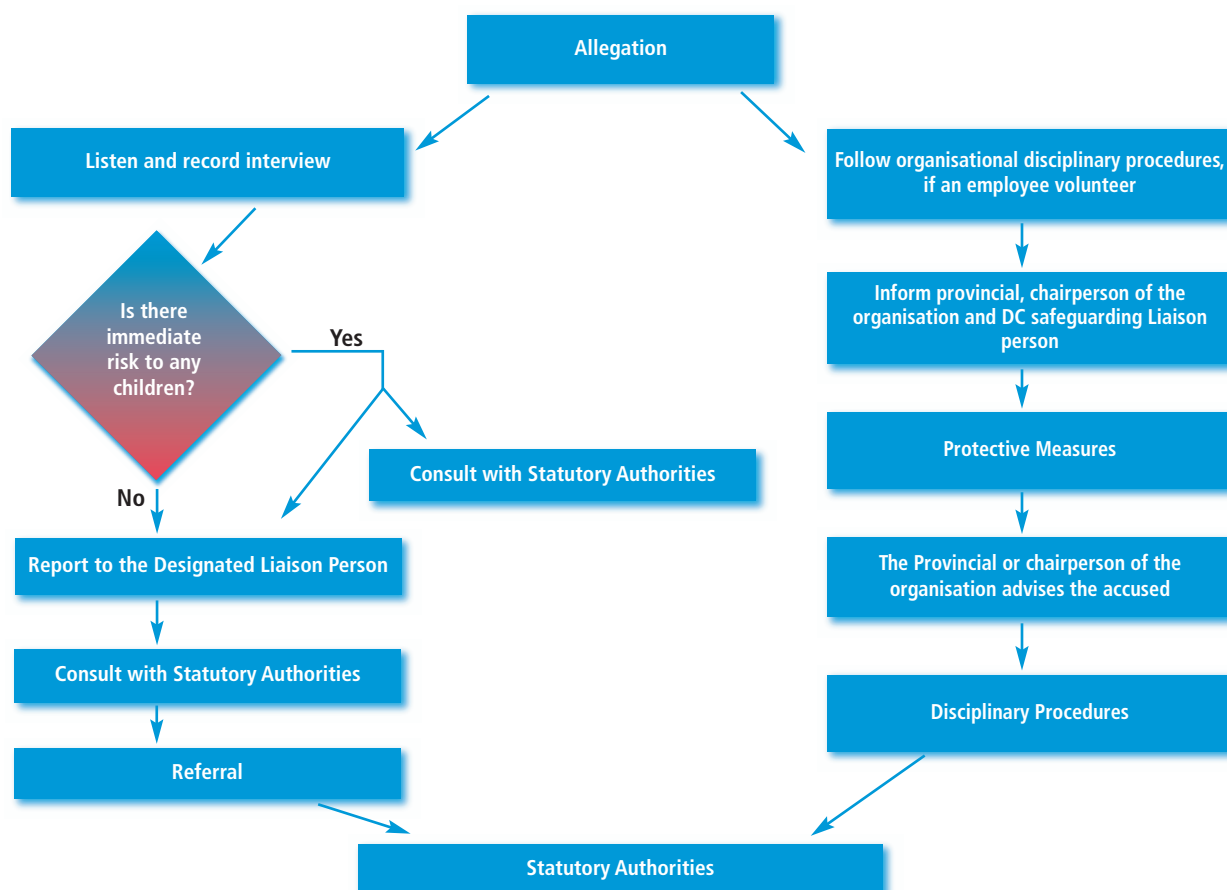 Allegation
Listen and record interview
Follow organisational disciplinary procedures,
if an employee volunteer
Is there
immediate
risk to any
children?
Yes
Inform provincial, chairperson of the
organisation and DC safeguarding Liaison
person
Consult with Statutory Authorities
Protective Measures
No
Report to the Designated Liaison Person
The Provincial or chairperson of the
organisation advises the accused
Consult with Statutory Authorities
Disciplinary Procedures
Referral
Statutory Authorities